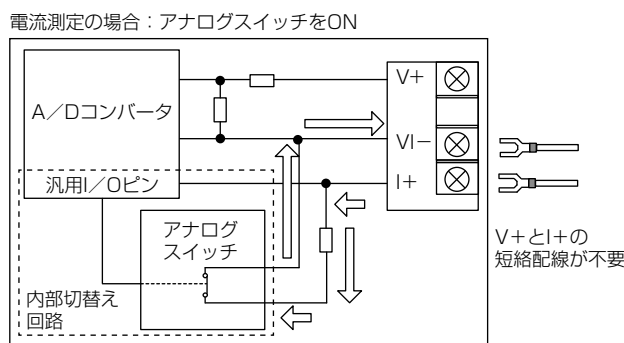 電流測定の場合：アナログスイッチをON
A／Dコンバータ
V+
VI−
汎用I／Oピン
I+
アナログ
スイッチ
V+とI+の
短絡配線が不要
内部切替え
回路